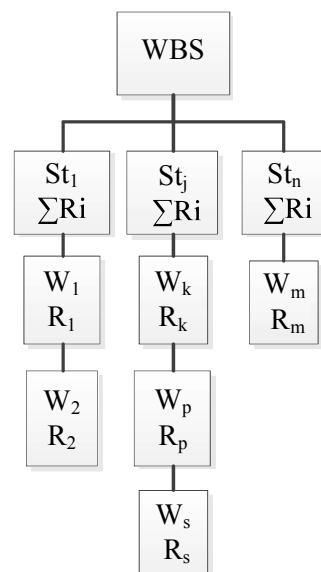 WBS
St₁
∑Ri
Stⱼ
∑Ri
Stₙ
∑Ri
W₁
R₁
Wₖ
Rₖ
Wₘ
Rₘ
W₂
R₂
Wₚ
Rₚ
Wₛ
Rₛ